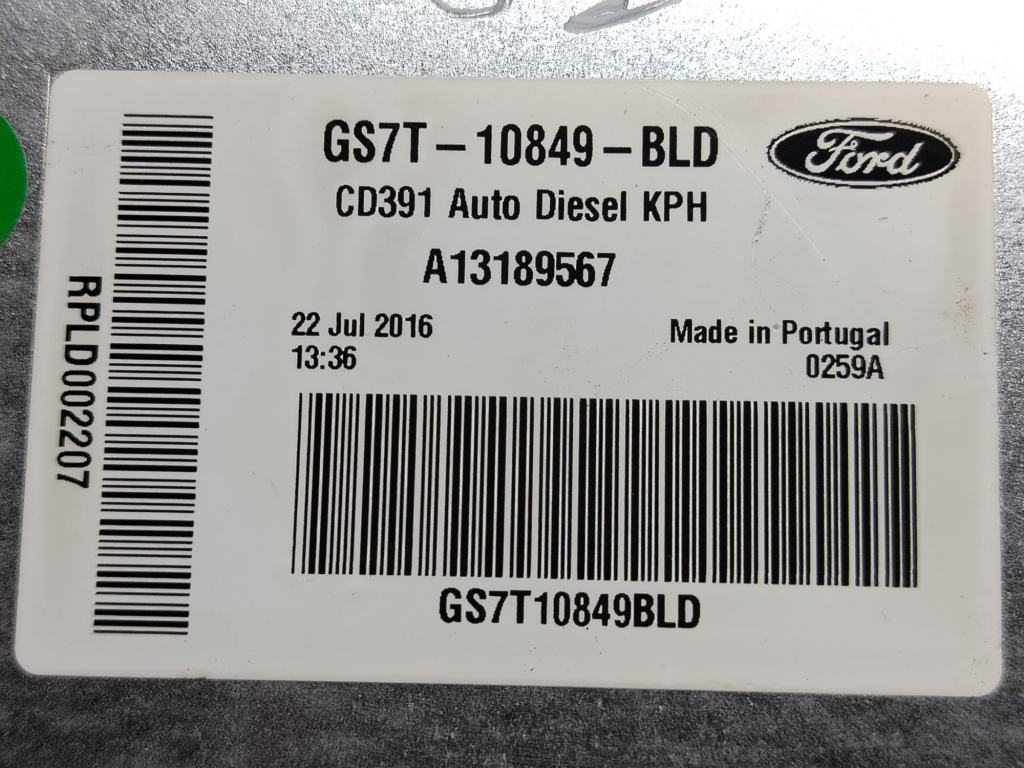 GS7T-10849-BLD
Ford
CD391 Auto Diesel KPH
A13189567
22 Jul 2016
Made in Portugal
13:36
0259A
RPLD002207
GS7T10849BLD